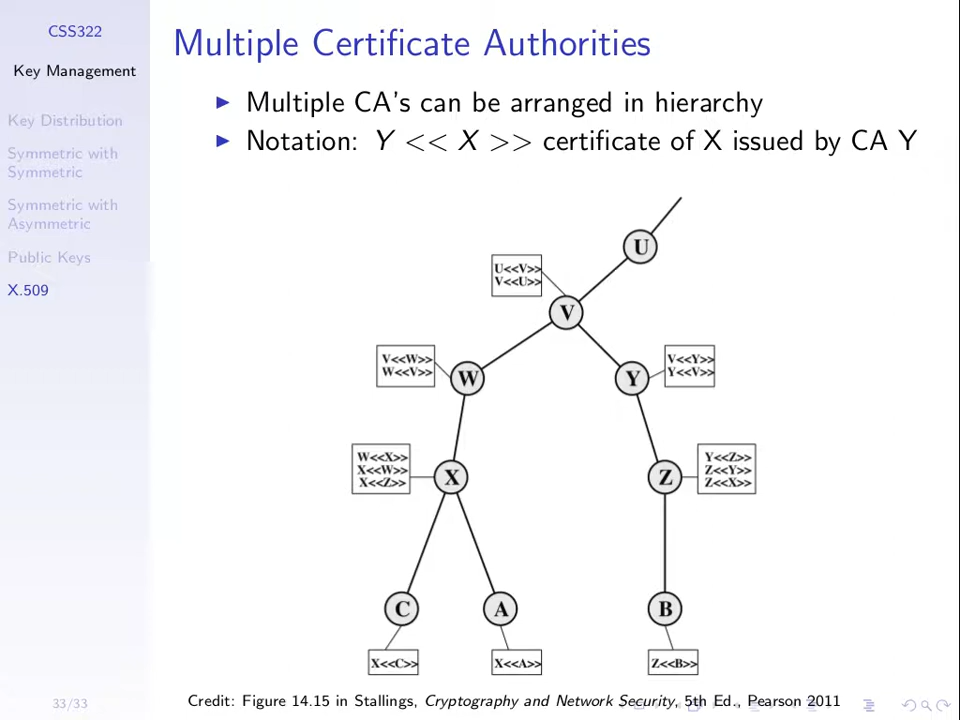 CSS322
Key Management
Key Distribution
Symmetric with
Symmetric
Symmetric with
Asymmetric
Public Keys
X.509
33/33
Multiple Certificate Authorities
Multiple CA's can be arranged in hierarchy
Notation: Y << X >> certificate of X issued by CA Y
U
U<<V>>
V<<U>>
V
V<<W>>
W<<V>>
W
Y
V<<Y>>
Y<<V>>
W<<X>>
X<<W>>
X<<Z>>
X
Z
Y<<Z>>
Z<<Y>>
Z<<X>>
C
A
B
X<<C>>
X<<A>>
Z<<B>>
Credit: Figure 14.15 in Stallings, Cryptography and Network Security, 5th Ed., Pearson 2011